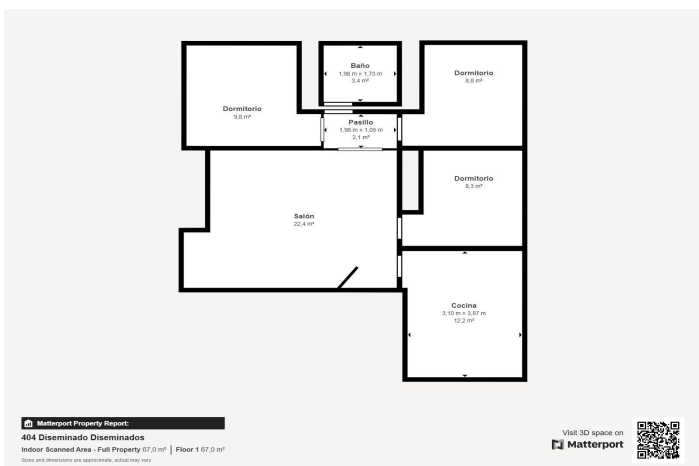 Baño
1,96 m × 1,73 m
3,4 m²
Dormitorio
8,8 m²
Dormitorio
9,8 m²
Pasillo
1,96 m × 1,05 m
2,1 m²
Dormitorio
8,3 m²
Salón
22,4 m²
Cocina
3,10 m × 3,87 m
12,2 m²
Matterport Property Report:
404 Diseminado Diseminados
Indoor Scanned Area - Full Property 67,0 m² | Floor 1 67,0 m²
Sizes and dimensions are approximate, actual may vary
Visit 3D space on
Matterport